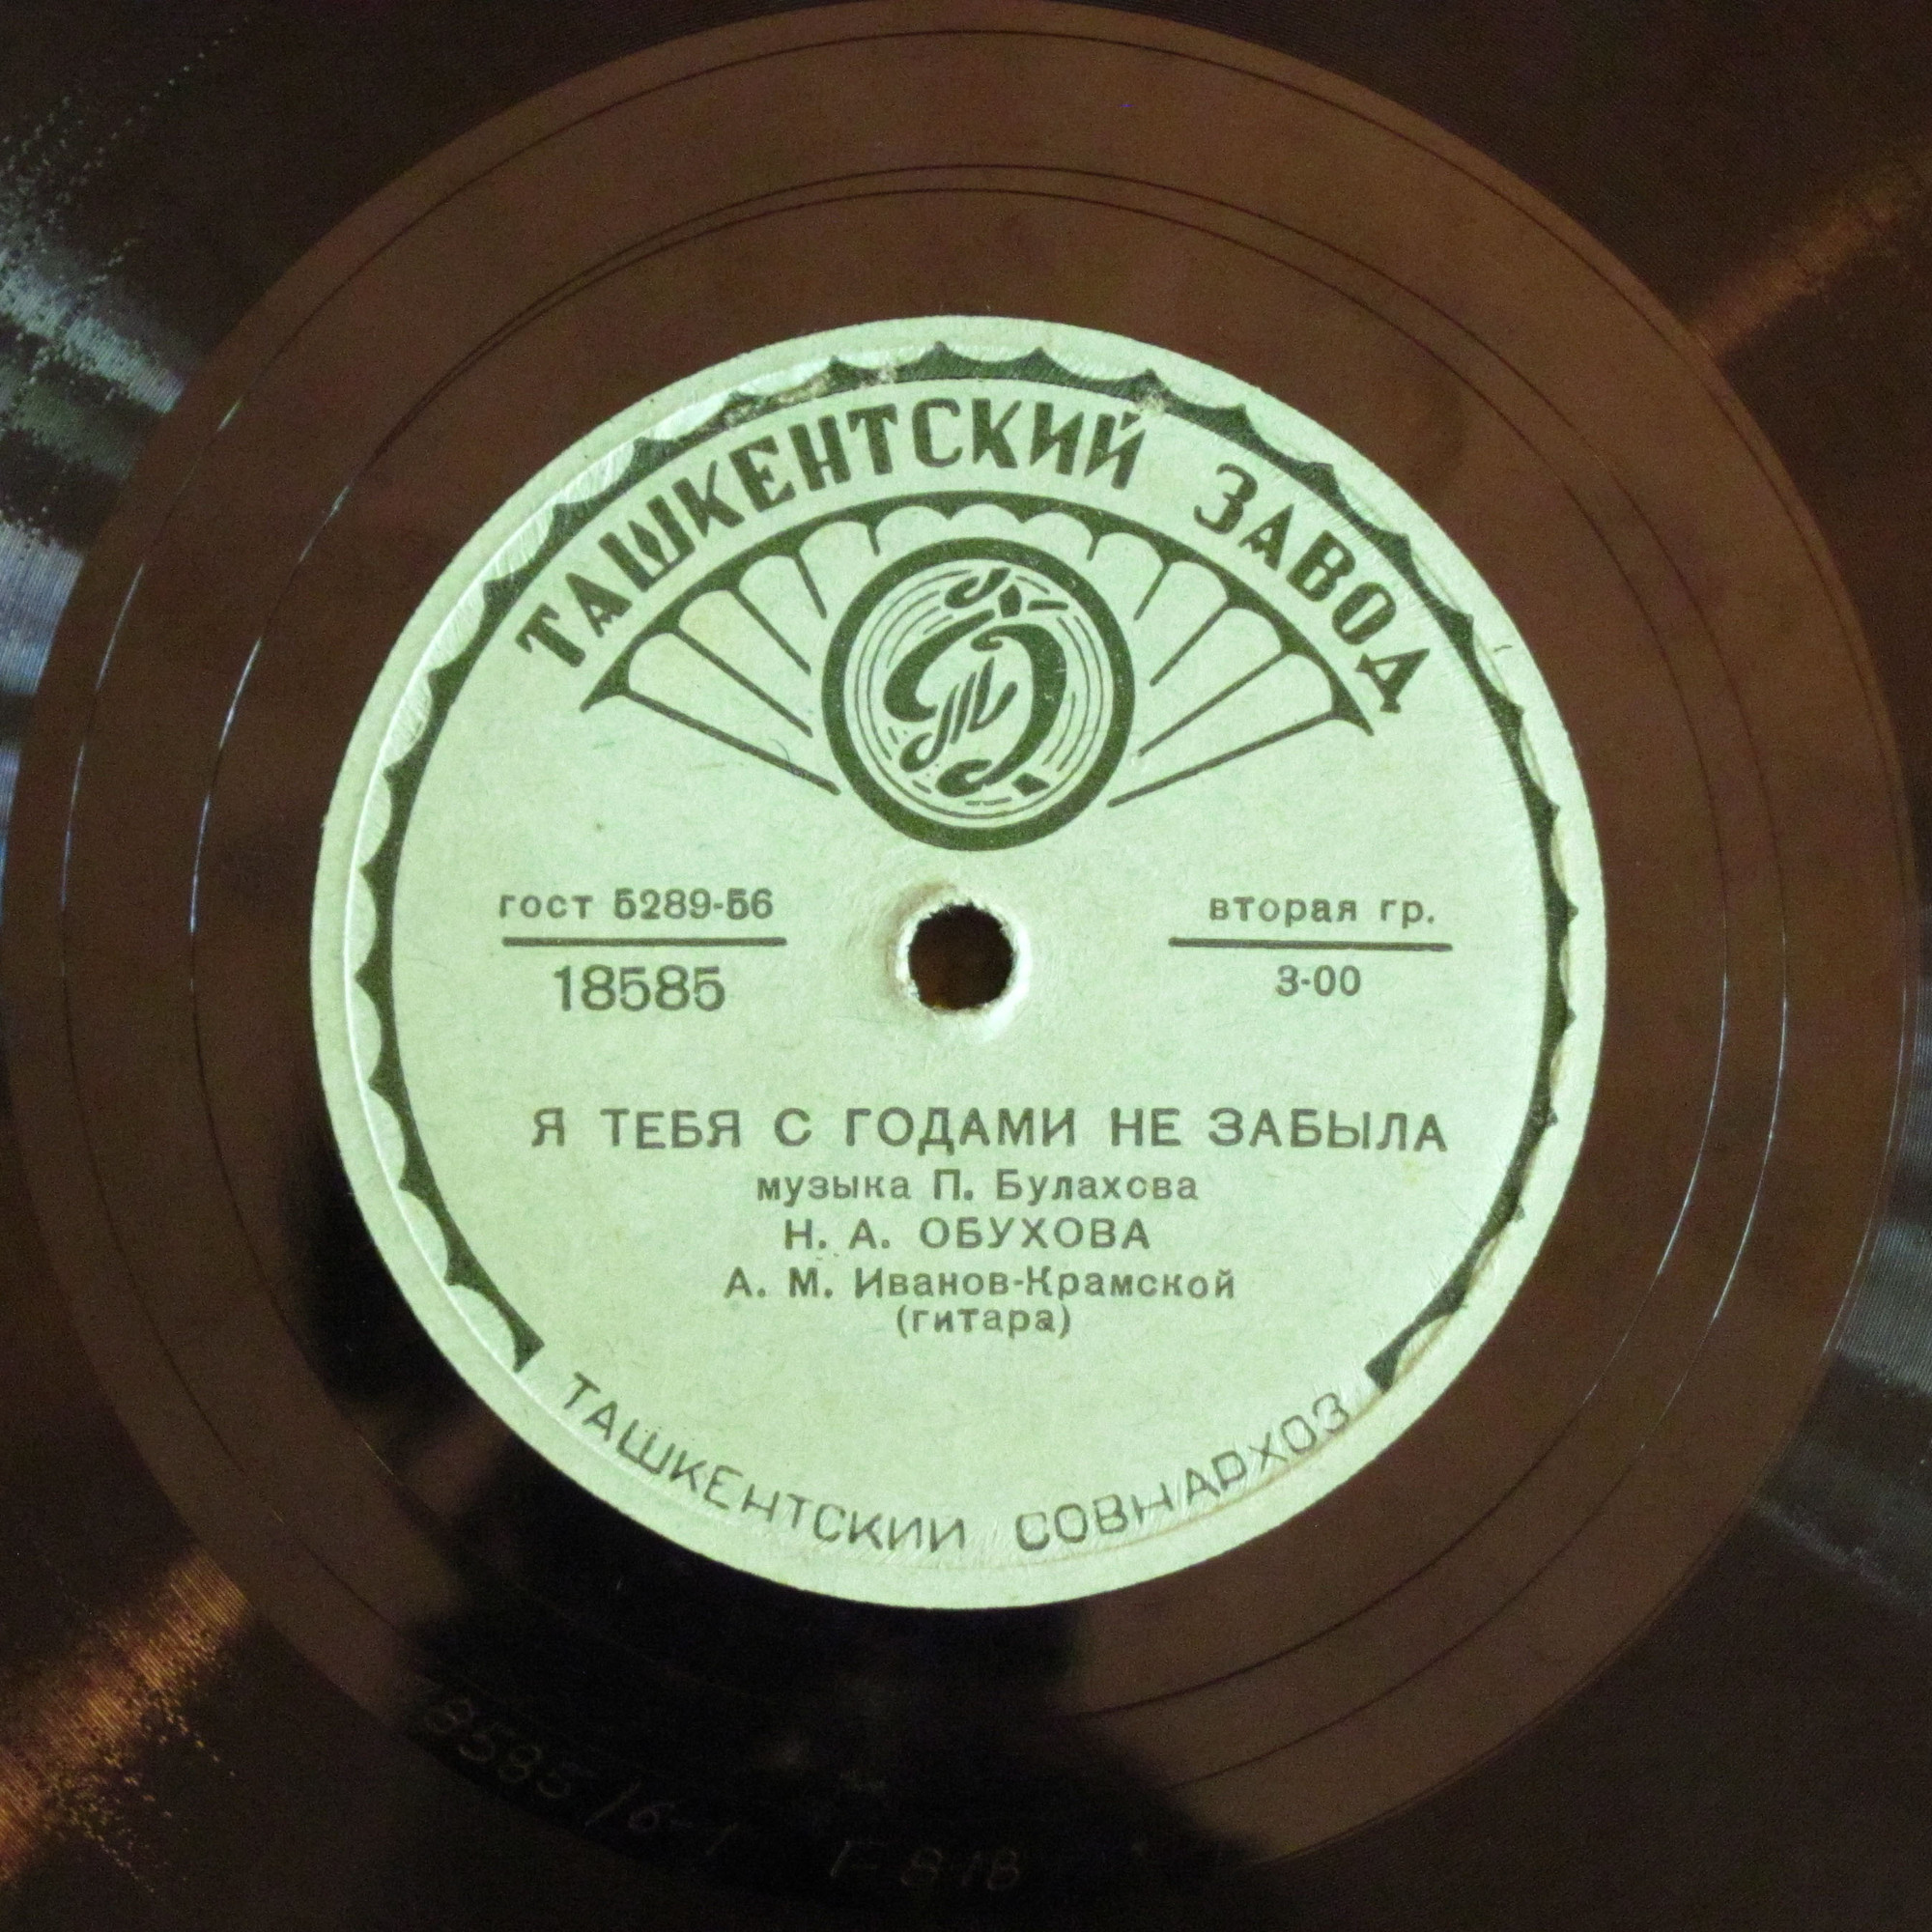 ТАШКЕНТСКИЙ ЗАВОД
гост 5289-56
18585
вторая гр.
3-00
Я ТЕБЯ С ГОДАМИ НЕ ЗАБЫЛА
музыка П. Булахова
Н. А. ОБУХОВА
А. М. Иванов-Крамской
(гитара)
ТАШКЕНТСКИЙ СОВНАРХОЗ